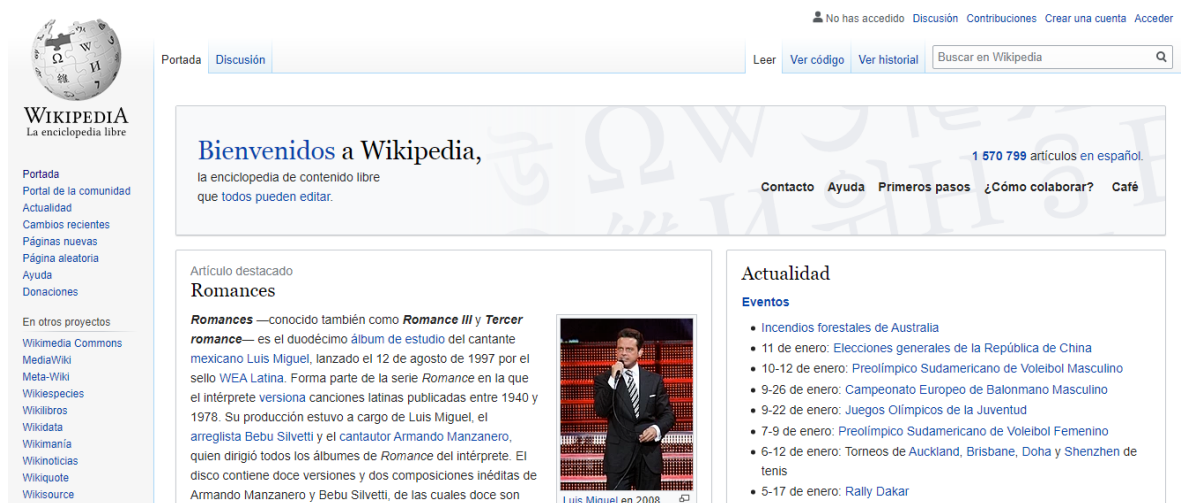 No has accedido Discusión Contribuciones Crear una cuenta Acceder
Portada Discusión Leer Ver código Ver historial Buscar en Wikipedia
WIKIPEDIA
La enciclopedia libre
Portada
Portal de la comunidad
Actualidad
Cambios recientes
Páginas nuevas
Página aleatoria
Ayuda
Donaciones
En otros proyectos
Wikimedia Commons
MediaWiki
Meta-Wiki
Wikiespecies
Wikilibros
Wikidata
Wikimanía
Wikinoticias
Wikiquote
Wikisource
Bienvenidos a Wikipedia,
la enciclopedia de contenido libre
que todos pueden editar.
1 570 799 artículos en español.
Contacto Ayuda Primeros pasos ¿Cómo colaborar? Café
Artículo destacado
Romances
Romances —conocido también como Romance III y Tercer
romance— es el duodécimo álbum de estudio del cantante
mexicano Luis Miguel, lanzado el 12 de agosto de 1997 por el
sello WEA Latina. Forma parte de la serie Romance en la que
el intérprete versiona canciones latinas publicadas entre 1940 y
1978. Su producción estuvo a cargo de Luis Miguel, el
arreglista Bebu Silvetti y el cantautor Armando Manzanero,
quien dirigió todos los álbumes de Romance del intérprete. El
disco contiene doce versiones y dos composiciones inéditas de
Armando Manzanero y Bebu Silvetti, de las cuales doce son
Luis Miguel en 2008
Actualidad
Eventos
Incendios forestales de Australia
11 de enero: Elecciones generales de la República de China
10-12 de enero: Preolímpico Sudamericano de Voleibol Masculino
9-26 de enero: Campeonato Europeo de Balonmano Masculino
9-22 de enero: Juegos Olímpicos de la Juventud
7-9 de enero: Preolímpico Sudamericano de Voleibol Femenino
6-12 de enero: Torneos de Auckland, Brisbane, Doha y Shenzhen de
tenis
5-17 de enero: Rally Dakar